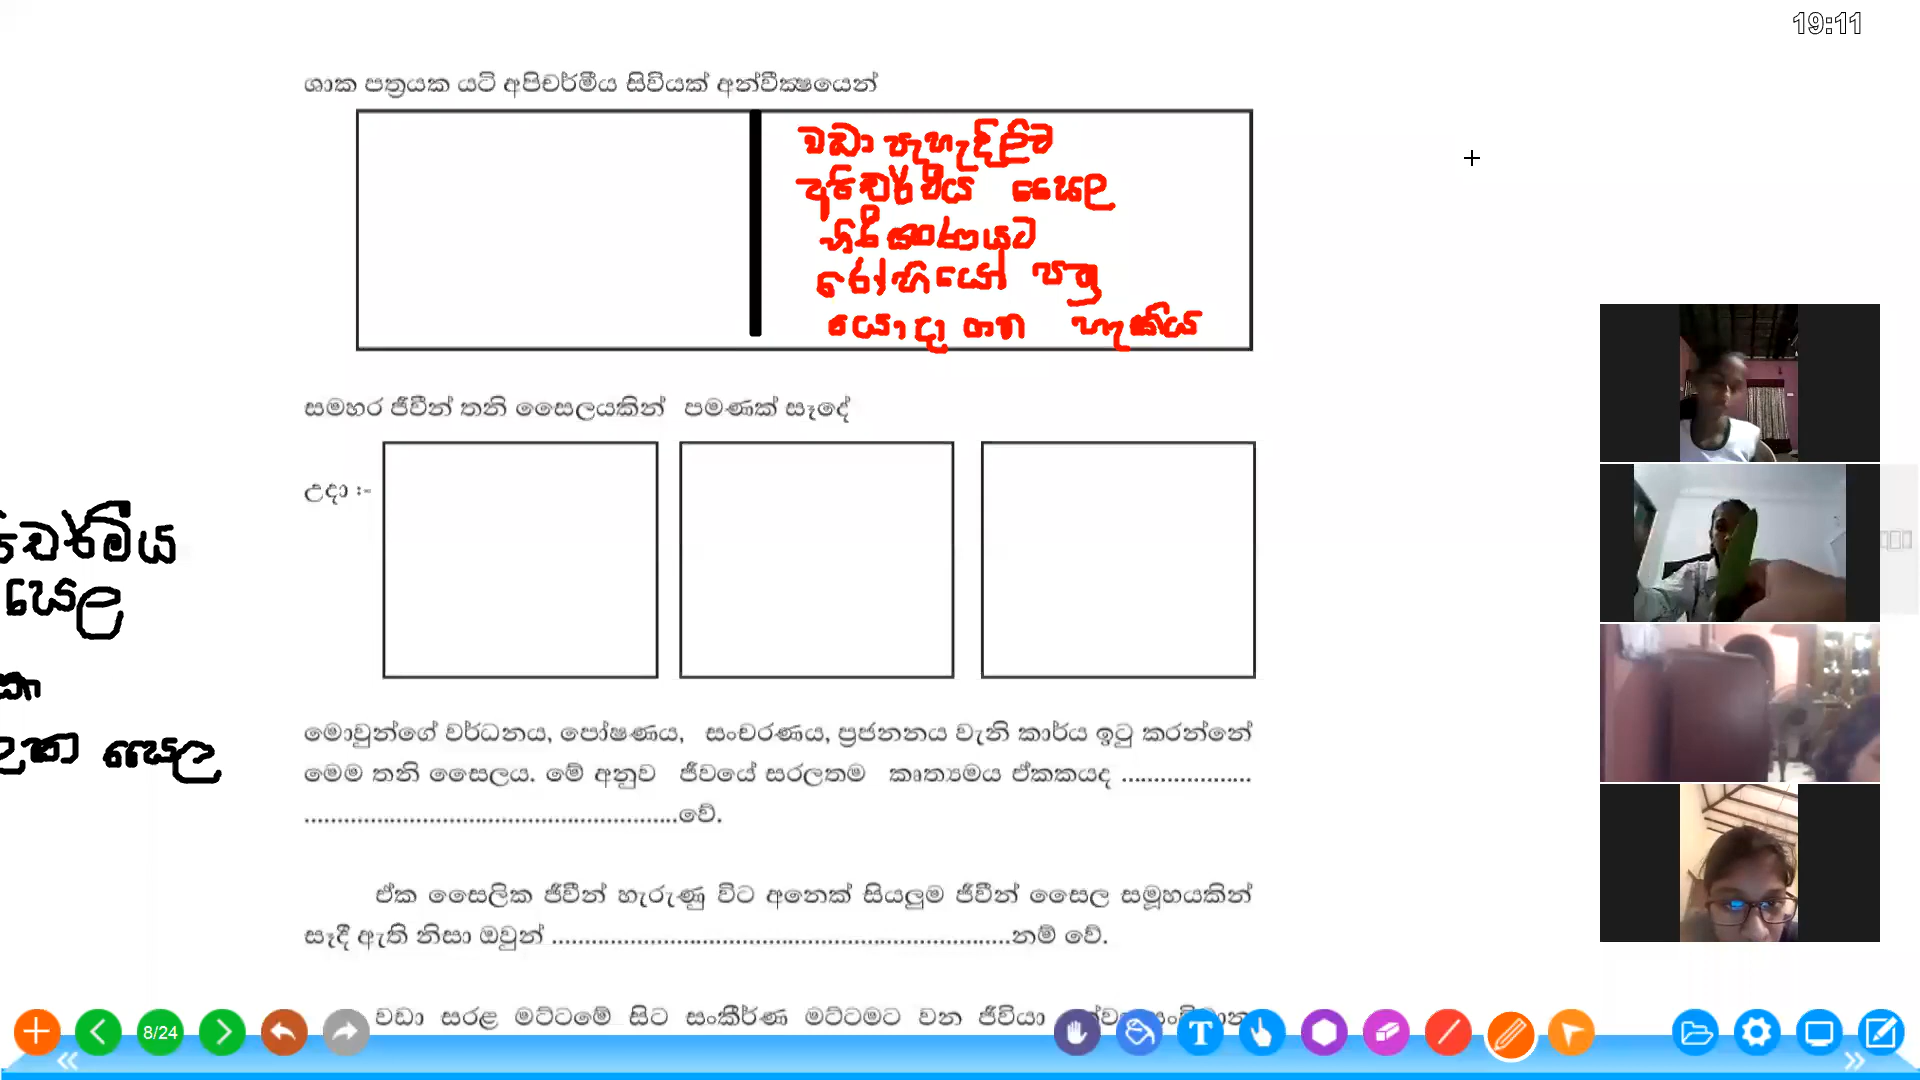 19:11
ශාක පත්‍රයක යටි අපිචර්මීය සිවියක් අන්වීක්ෂයෙන්
වඩා පැහැදිලිව
අපිචර්මීය සෛල
නිරීක්ෂණයට
රෝහියෝ පත්‍ර
යොදා ගත හැකිය
සමහර ජීවීන් තනි සෛලයකින් පමණක් සෑදේ
උදා :-
චර්මීය
සෛල
සෛල
මොවුන්ගේ වර්ධනය, පෝෂණය, සංචරණය, ප්‍රජනනය වැනි කාර්ය ඉටු කරන්නේ
මෙම තනි සෛලය. මේ අනුව ජීවයේ සරලතම කෘත්‍යමය ඒකකයද ....................
.........................................................වේ.
ඒක සෛලික ජීවීන් හැරුණු විට අනෙක් සියලුම ජීවීන් සෛල සමූහයකින්
සෑදී ඇති නිසා ඔවුන් ......................................................................නම් වේ.
වඩා සරළ මට්ටමේ සිට සංකීර්ණ මට්ටමට වන ජීවියා
8/24
T